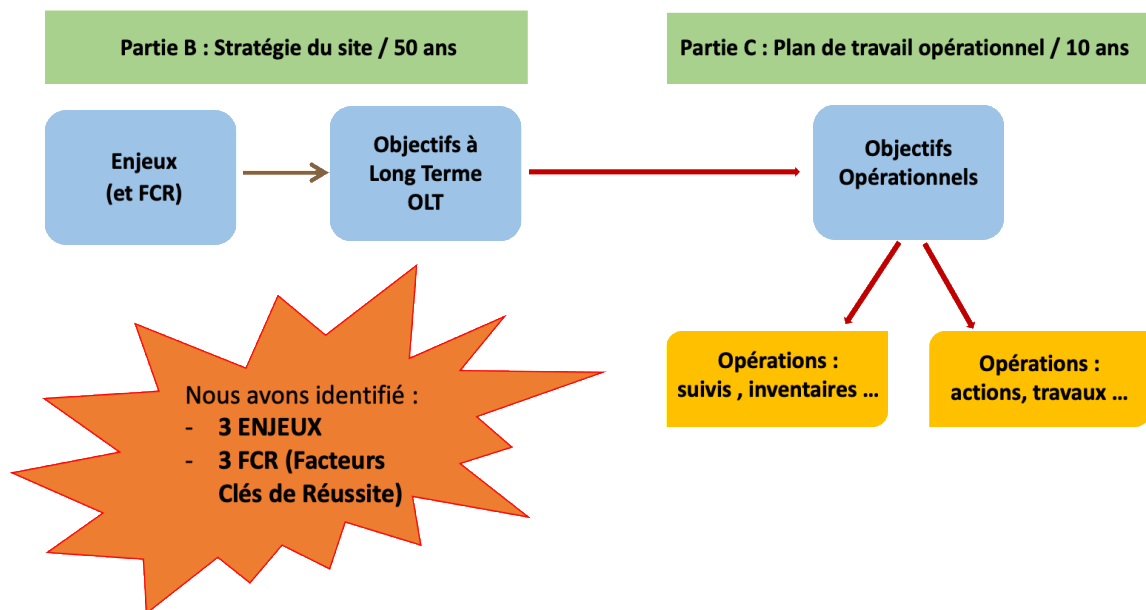 Partie B : Stratégie du site / 50 ans
Partie C : Plan de travail opérationnel / 10 ans
Enjeux
(et FCR)
Objectifs à
Long Terme
OLT
Objectifs
Opérationnels
Nous avons identifié :
- 3 ENJEUX
- 3 FCR (Facteurs
Clés de Réussite)
Opérations :
suivis , inventaires ...
Opérations :
actions, travaux ...